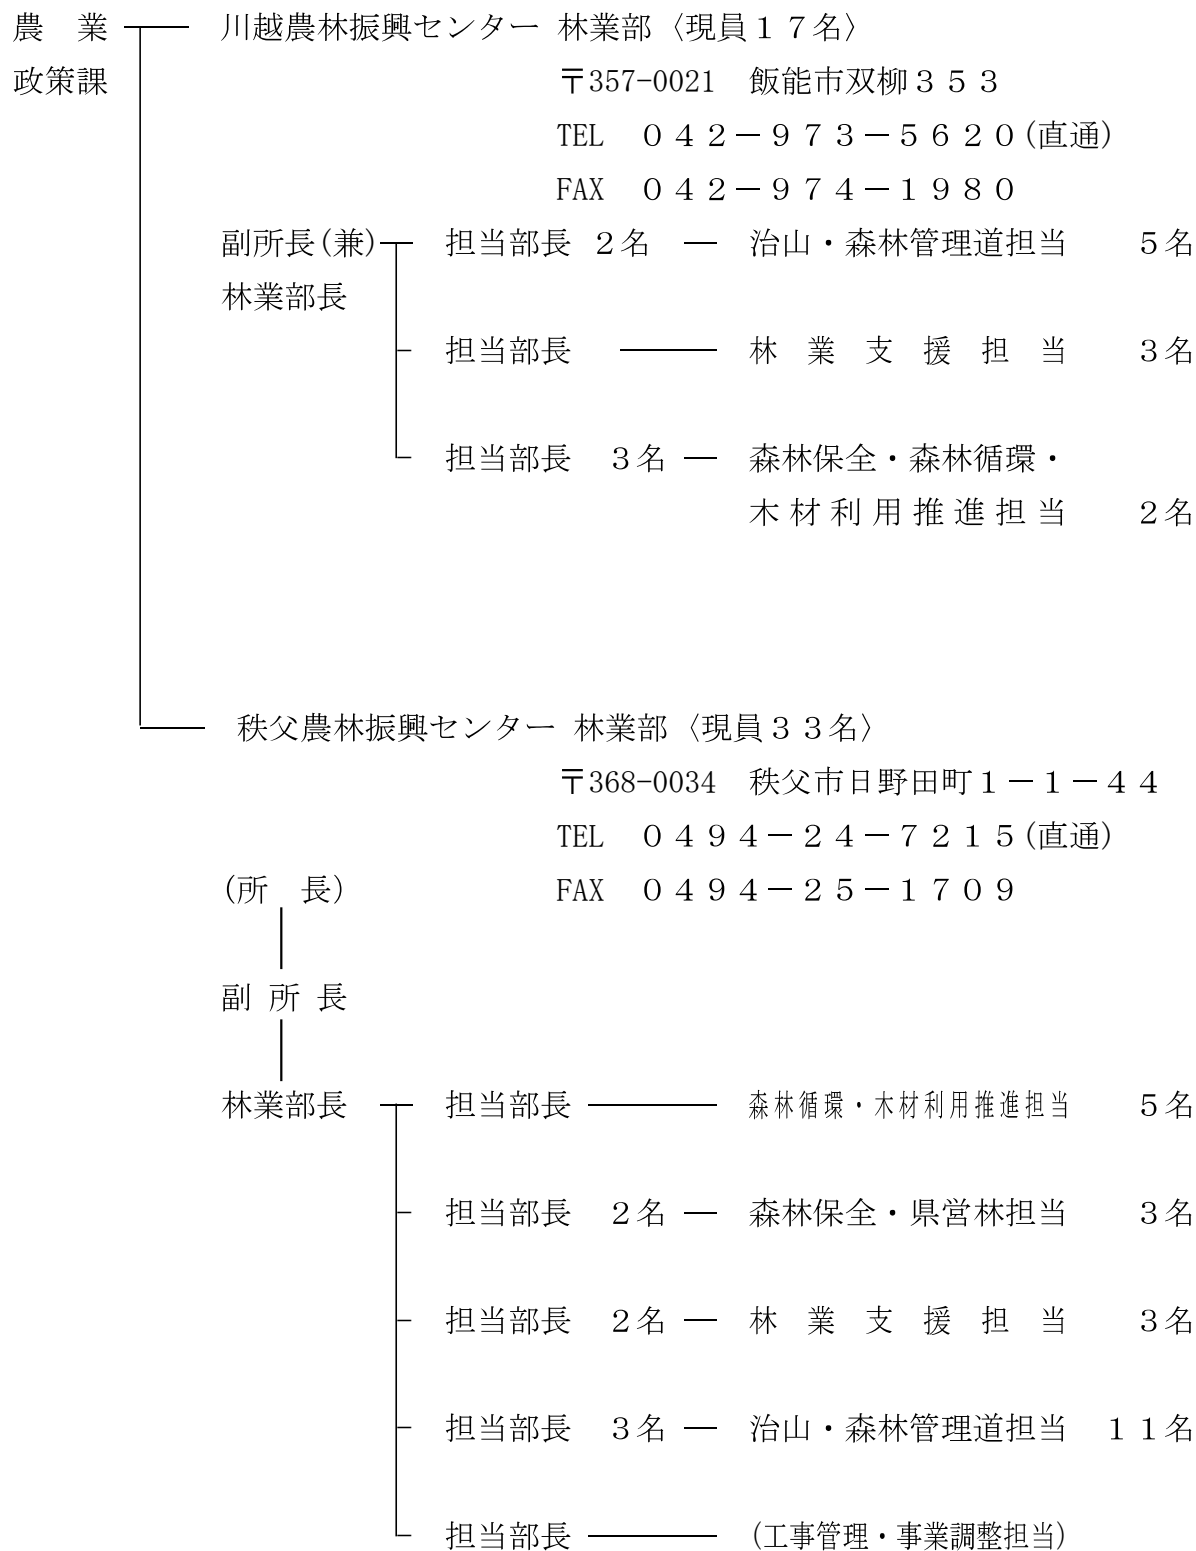 農　業　川越農林振興センター 林業部〈現員１７名〉
政策課　〒357-0021　飯能市双柳３５３
TEL　０４２－９７３－５６２０(直通)
FAX　０４２－９７４－１９８０
副所長(兼)　担当部長 ２名　治山・森林管理道担当　５名
林業部長
担当部長　林　業　支　援　担　当　３名
担当部長　３名　森林保全・森林循環・
木材利用推進担当　２名
秩父農林振興センター 林業部〈現員３３名〉
〒368-0034　秩父市日野田町１－１－４４
TEL　０４９４－２４－７２１５(直通)
(所　長)　FAX　０４９４－２５－１７０９
副 所 長
林業部長　担当部長　森林循環・木材利用推進担当　５名
担当部長　２名　森林保全・県営林担当　３名
担当部長　２名　林　業　支　援　担　当　３名
担当部長　３名　治山・森林管理道担当　１１名
担当部長　(工事管理・事業調整担当)